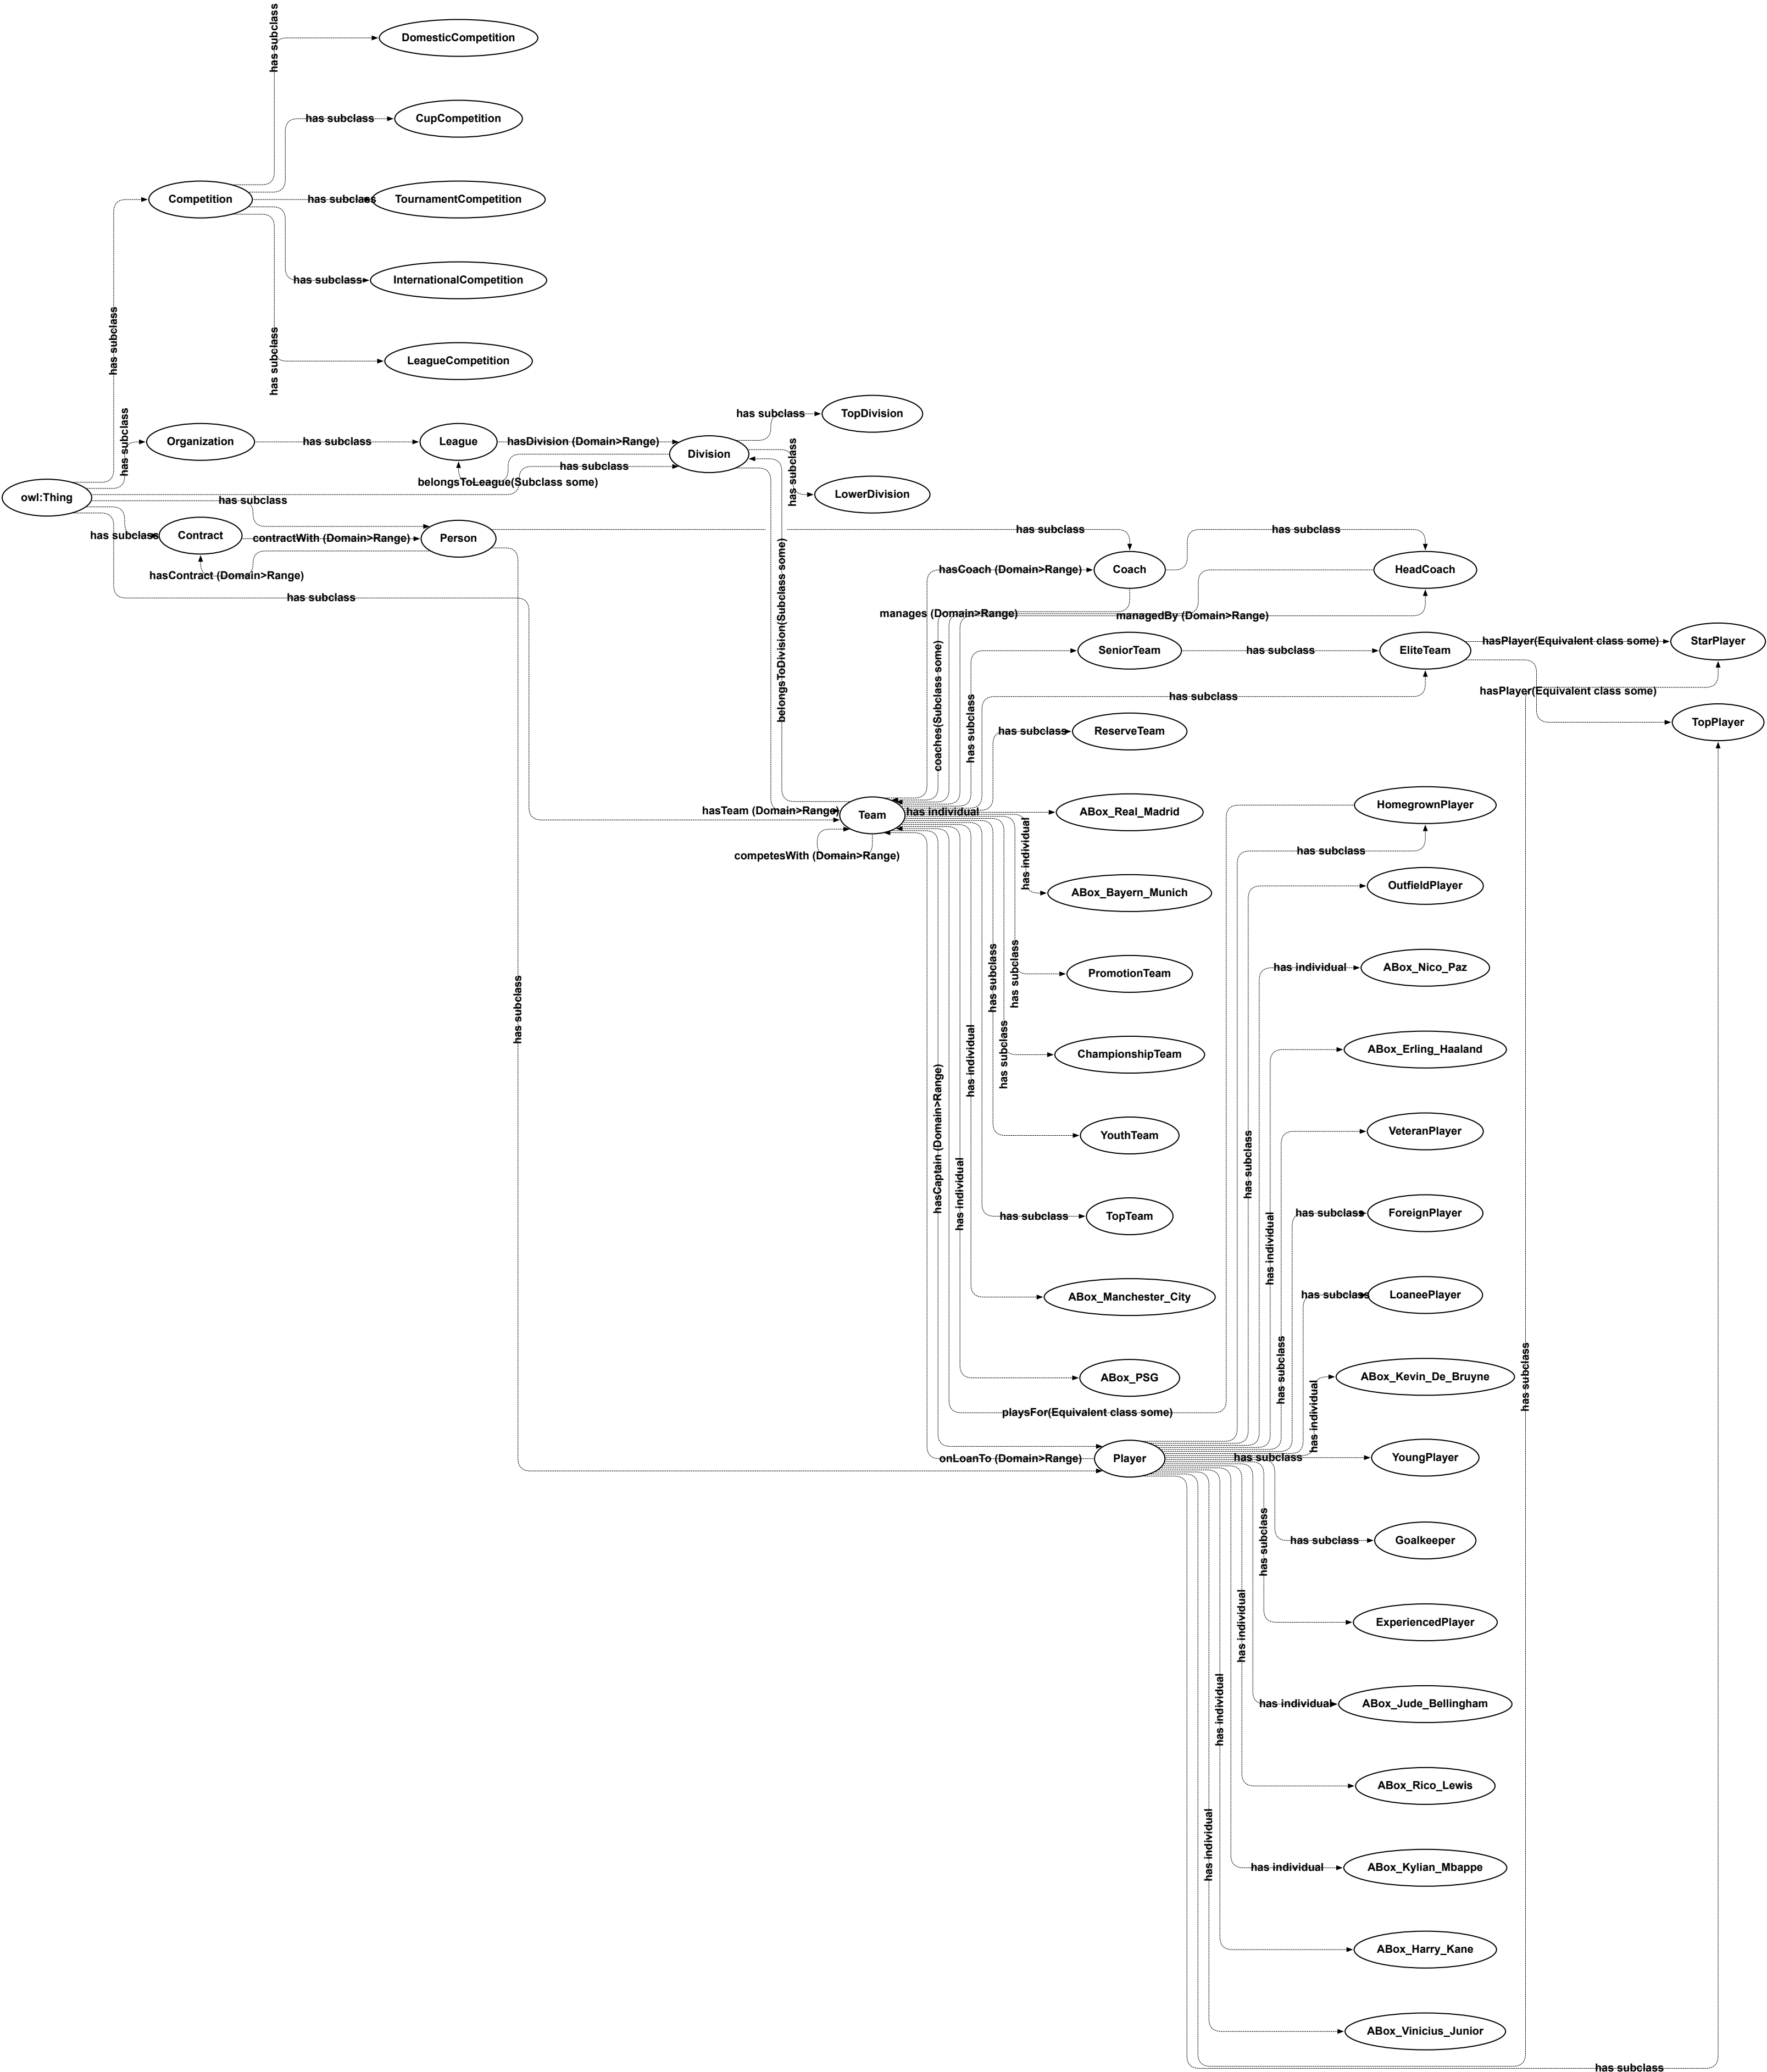 has subclass
DomesticCompetition
has subclass
CupCompetition
Competition
has subclass
TournamentCompetition
has subclass
InternationalCompetition
has subclass
has subclass
LeagueCompetition
has subclass
TopDivision
has subclass
Organization
has subclass
League
hasDivision (Domain>Range)
Division
has subclass
has subclass
belongsToLeague(Subclass some)
LowerDivision
owl:Thing
has subclass
has subclass
Contract
contractWith (Domain>Range)
Person
has subclass
has subclass
hasContract (Domain>Range)
hasCoach (Domain>Range)
Coach
HeadCoach
has subclass
belongsToDivision(Subclass some)
manages (Domain>Range)
managedBy (Domain>Range)
coaches(Subclass some)
SeniorTeam
has subclass
EliteTeam
hasPlayer(Equivalent class some)
StarPlayer
has subclass
has subclass
hasPlayer(Equivalent class some)
has subclass
ReserveTeam
TopPlayer
hasTeam (Domain>Range)
Team
has individual
ABox_Real_Madrid
HomegrownPlayer
competesWith (Domain>Range)
has individual
has subclass
ABox_Bayern_Munich
OutfieldPlayer
has subclass
has subclass
has subclass
PromotionTeam
has individual
ABox_Nico_Paz
has subclass
has individual
ChampionshipTeam
ABox_Erling_Haaland
hasCaptain (Domain>Range)
YouthTeam
VeteranPlayer
has individual
has subclass
has subclass
TopTeam
has subclass
ForeignPlayer
has individual
ABox_Manchester_City
has subclass
LoaneePlayer
ABox_PSG
has subclass
has subclass
ABox_Kevin_De_Bruyne
playsFor(Equivalent class some)
has individual
onLoanTo (Domain>Range)
Player
has subclass
YoungPlayer
has subclass
has subclass
Goalkeeper
has individual
ExperiencedPlayer
has individual
has individual
ABox_Jude_Bellingham
ABox_Rico_Lewis
has individual
has individual
ABox_Kylian_Mbappe
ABox_Harry_Kane
ABox_Vinicius_Junior
has subclass